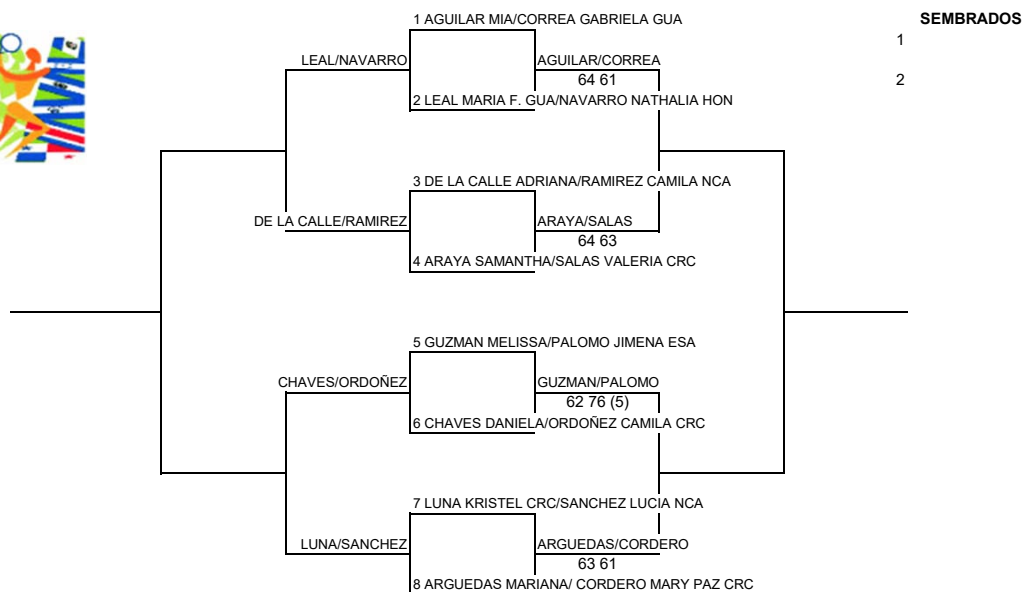 SEMBRADOS
1 AGUILAR MIA/CORREA GABRIELA GUA
1
LEAL/NAVARRO
AGUILAR/CORREA
64 61
2
2 LEAL MARIA F. GUA/NAVARRO NATHALIA HON
3 DE LA CALLE ADRIANA/RAMIREZ CAMILA NCA
DE LA CALLE/RAMIREZ
ARAYA/SALAS
64 63
4 ARAYA SAMANTHA/SALAS VALERIA CRC
5 GUZMAN MELISSA/PALOMO JIMENA ESA
CHAVES/ORDOÑEZ
GUZMAN/PALOMO
62 76 (5)
6 CHAVES DANIELA/ORDOÑEZ CAMILA CRC
7 LUNA KRISTEL CRC/SANCHEZ LUCIA NCA
LUNA/SANCHEZ
ARGUEDAS/CORDERO
63 61
8 ARGUEDAS MARIANA/ CORDERO MARY PAZ CRC